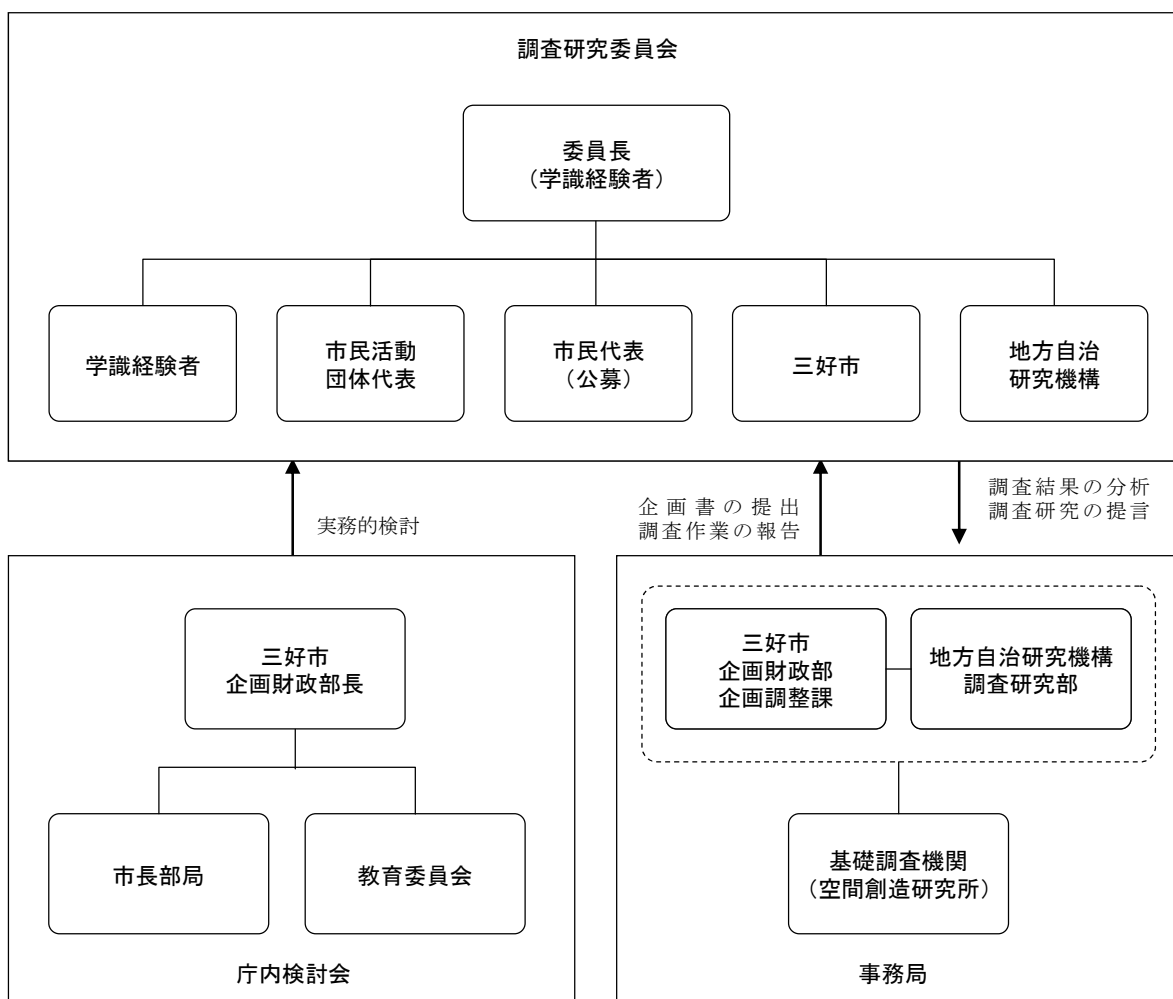 調査研究委員会
委員長
（学識経験者）
学識経験者
市民活動
団体代表
市民代表
（公募）
三好市
地方自治
研究機構
実務的検討
企画書の提出
調査作業の報告
調査結果の分析
調査研究の提言
三好市
企画財政部長
市長部局
教育委員会
庁内検討会
三好市
企画財政部
企画調整課
地方自治研究機構
調査研究部
基礎調査機関
（空間創造研究所）
事務局